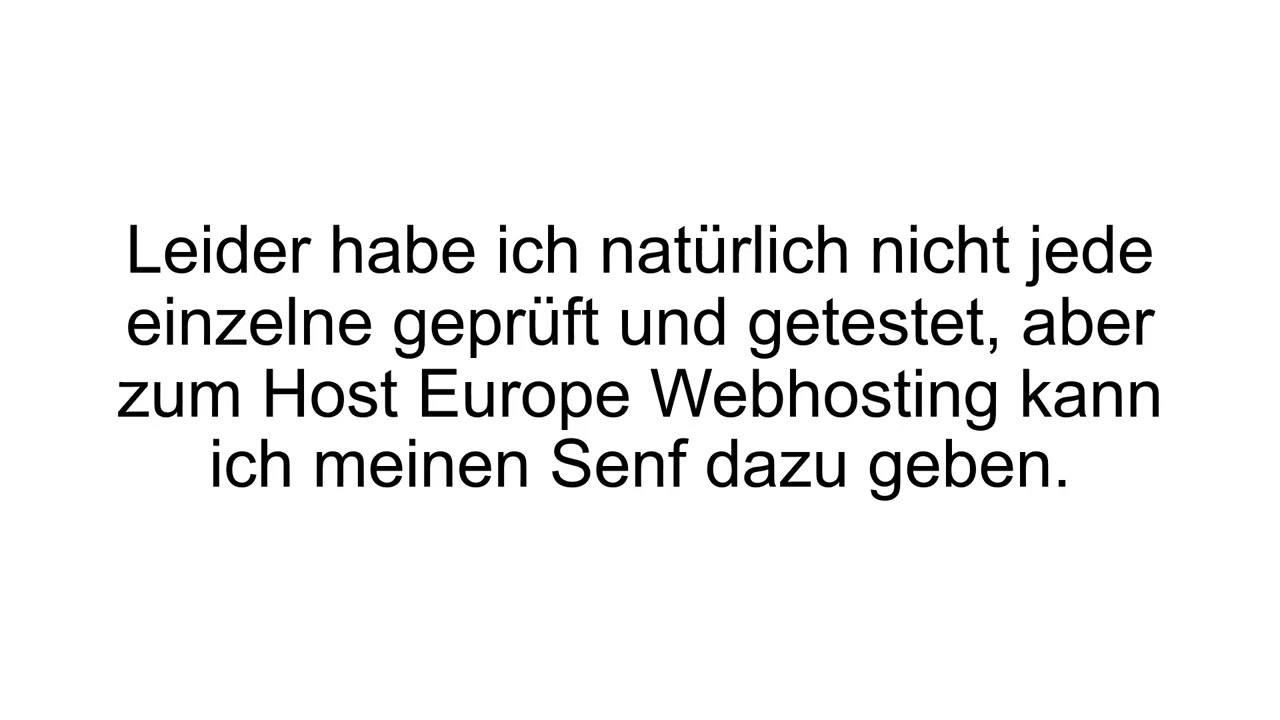 Leider habe ich natürlich nicht jede
einzelne geprüft und getestet, aber
zum Host Europe Webhosting kann
ich meinen Senf dazu geben.